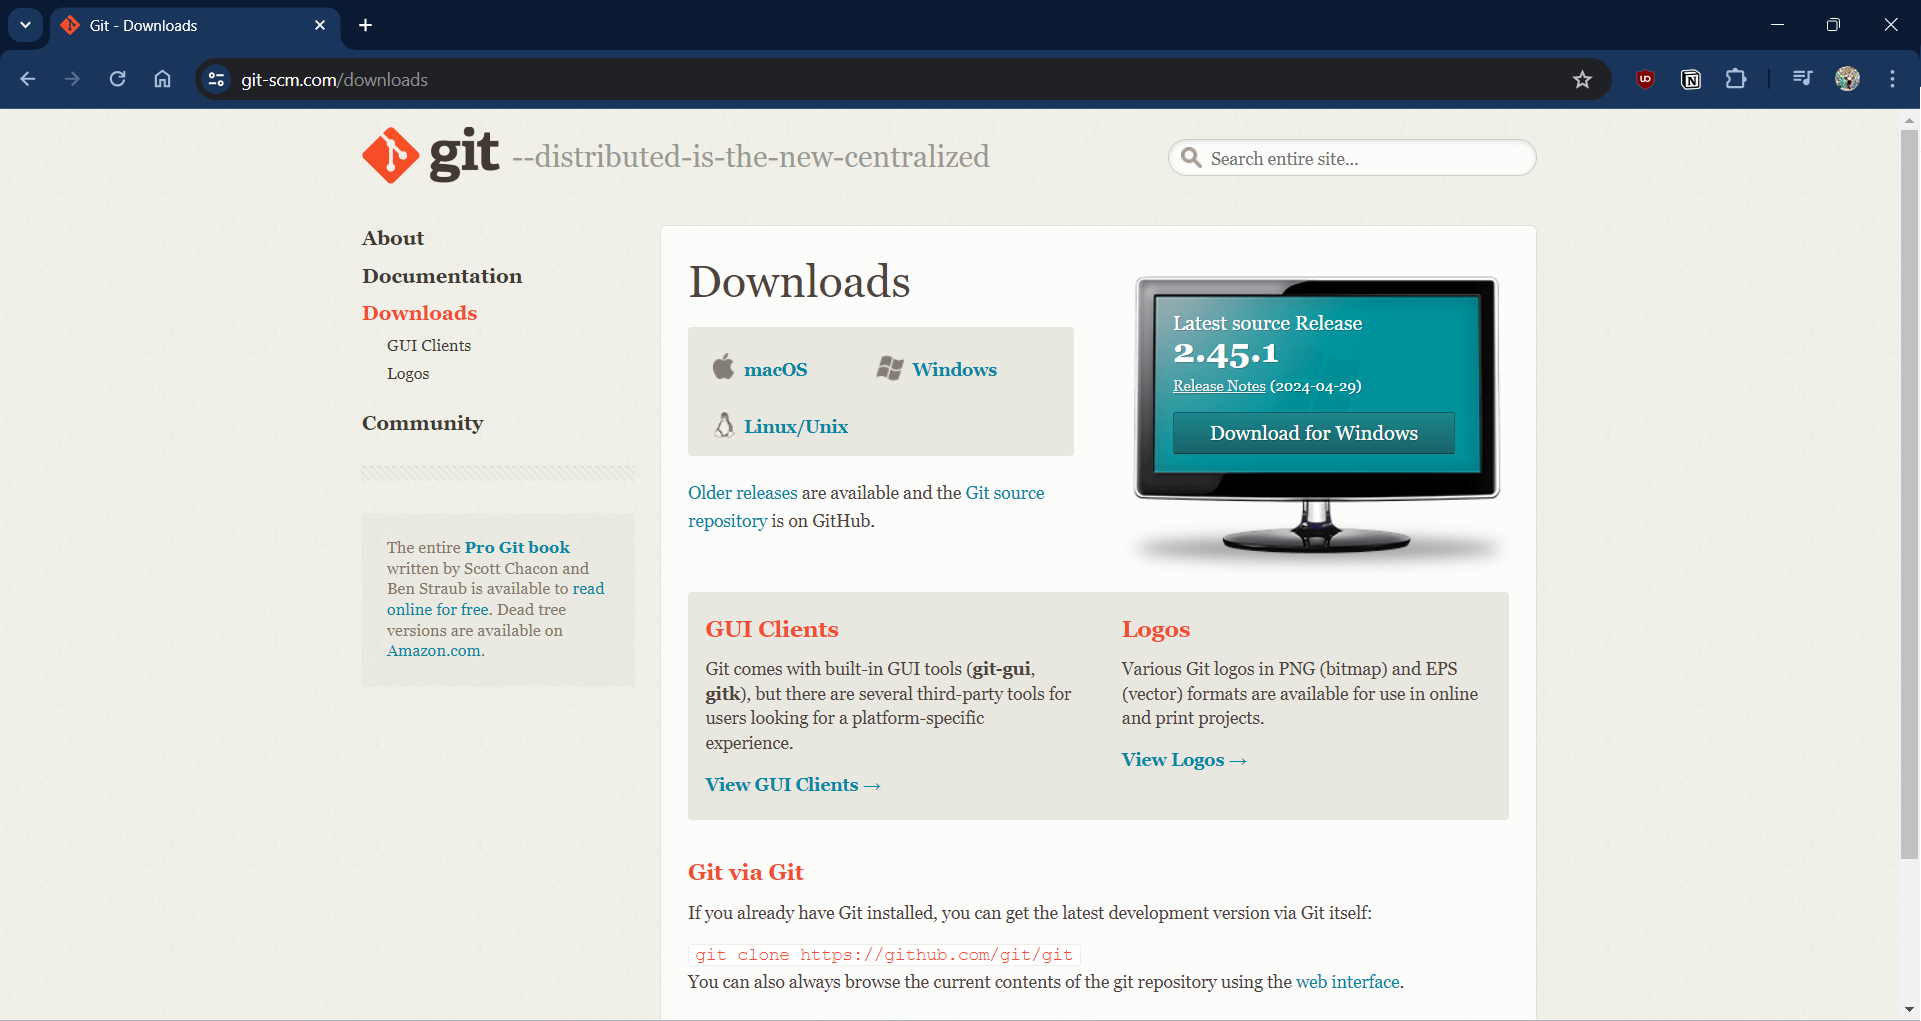 Git - Downloads
git-scm.com/downloads
git --distributed-is-the-new-centralized
Search entire site...
About
Documentation
Downloads
GUI Clients
Logos
Community
The entire Pro Git book
written by Scott Chacon and
Ben Straub is available to read
online for free. Dead tree
versions are available on
Amazon.com.
Downloads
macOS
Windows
Linux/Unix
Older releases are available and the Git source
repository is on GitHub.
Latest source Release
2.45.1
Release Notes (2024-04-29)
Download for Windows
GUI Clients
Git comes with built-in GUI tools (git-gui,
gitk), but there are several third-party tools for
users looking for a platform-specific
experience.
View GUI Clients →
Logos
Various Git logos in PNG (bitmap) and EPS
(vector) formats are available for use in online
and print projects.
View Logos →
Git via Git
If you already have Git installed, you can get the latest development version via Git itself:
git clone https://github.com/git/git
You can also always browse the current contents of the git repository using the web interface.